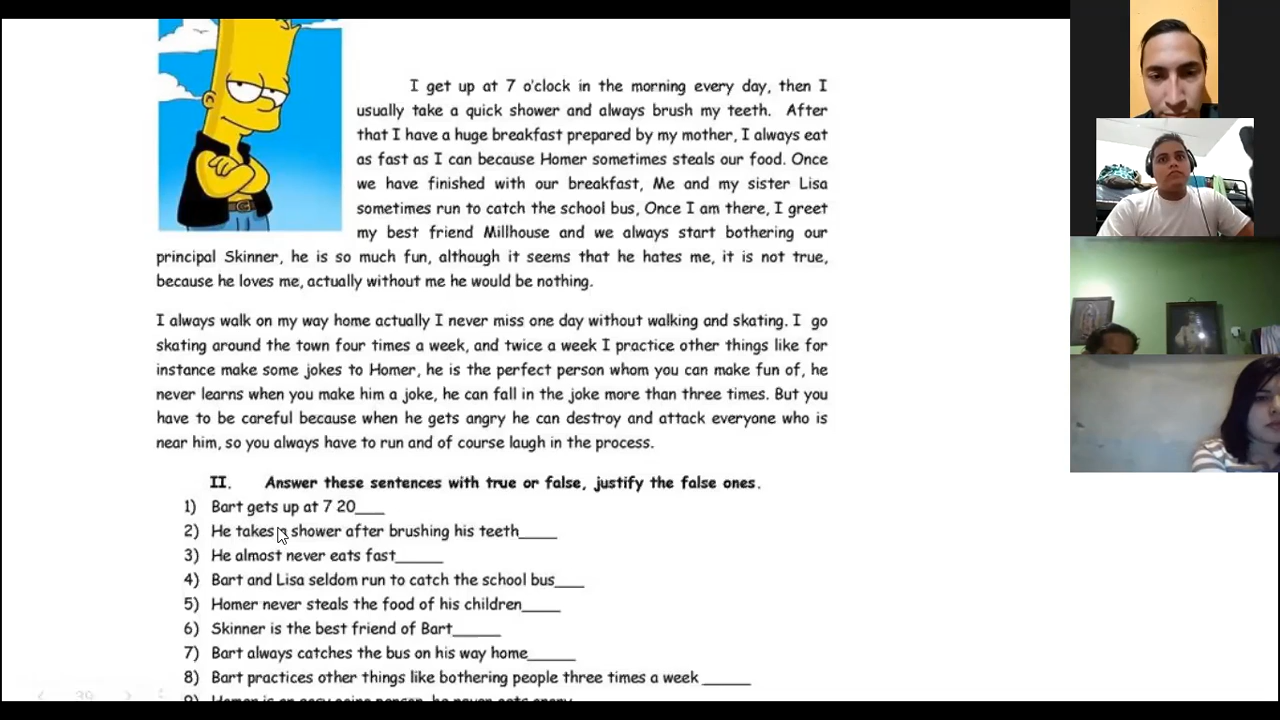 I get up at 7 o'clock in the morning every day, then I
usually take a quick shower and always brush my teeth. After
that I have a huge breakfast prepared by my mother, I always eat
as fast as I can because Homer sometimes steals our food. Once
we have finished with our breakfast, Me and my sister Lisa
sometimes run to catch the school bus, Once I am there, I greet
my best friend Millhouse and we always start bothering our
principal Skinner, he is so much fun, although it seems that he hates me, it is not true,
because he loves me, actually without me he would be nothing.
I always walk on my way home actually I never miss one day without walking and skating. I go
skating around the town four times a week, and twice a week I practice other things like for
instance make some jokes to Homer, he is the perfect person whom you can make fun of, he
never learns when you make him a joke, he can fall in the joke more than three times. But you
have to be careful because when he gets angry he can destroy and attack everyone who is
near him, so you always have to run and of course laugh in the process.
II. Answer these sentences with true or false, justify the false ones.
1) Bart gets up at 7 20____
2) He takes a shower after brushing his teeth_____
3) He almost never eats fast______
4) Bart and Lisa seldom run to catch the school bus____
5) Homer never steals the food of his children_____
6) Skinner is the best friend of Bart______
7) Bart always catches the bus on his way home______
8) Bart practices other things like bothering people three times a week ______
39